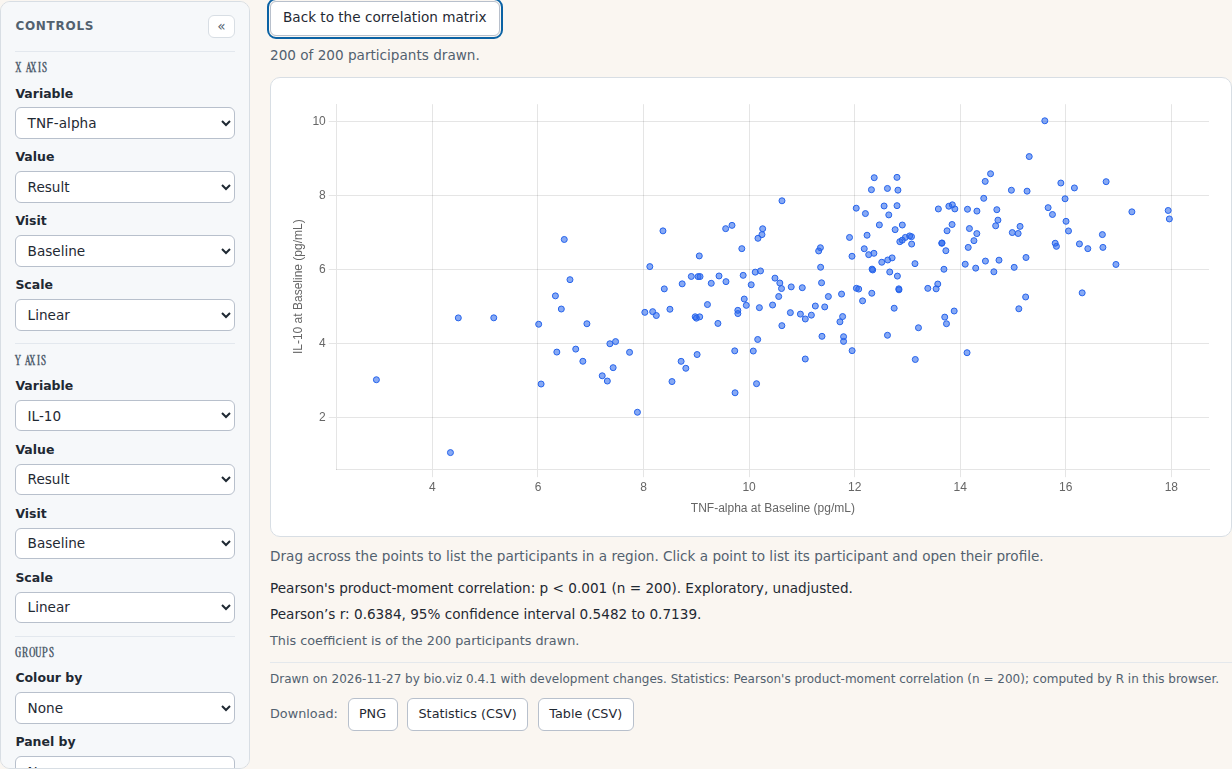 CONTROLS
«
X AXIS
Variable
TNF-alpha
Value
Result
Visit
Baseline
Scale
Linear
Y AXIS
Variable
IL-10
Value
Result
Visit
Baseline
Scale
Linear
GROUPS
Colour by
None
Panel by
Back to the correlation matrix
200 of 200 participants drawn.
10
8
6
4
2
IL-10 at Baseline (pg/mL)
4 6 8 10 12 14 16 18
TNF-alpha at Baseline (pg/mL)
Drag across the points to list the participants in a region. Click a point to list its participant and open their profile.
Pearson's product-moment correlation: p < 0.001 (n = 200). Exploratory, unadjusted.
Pearson’s r: 0.6384, 95% confidence interval 0.5482 to 0.7139.
This coefficient is of the 200 participants drawn.
Drawn on 2026-11-27 by bio.viz 0.4.1 with development changes. Statistics: Pearson's product-moment correlation (n = 200); computed by R in this browser.
Download: PNG Statistics (CSV) Table (CSV)